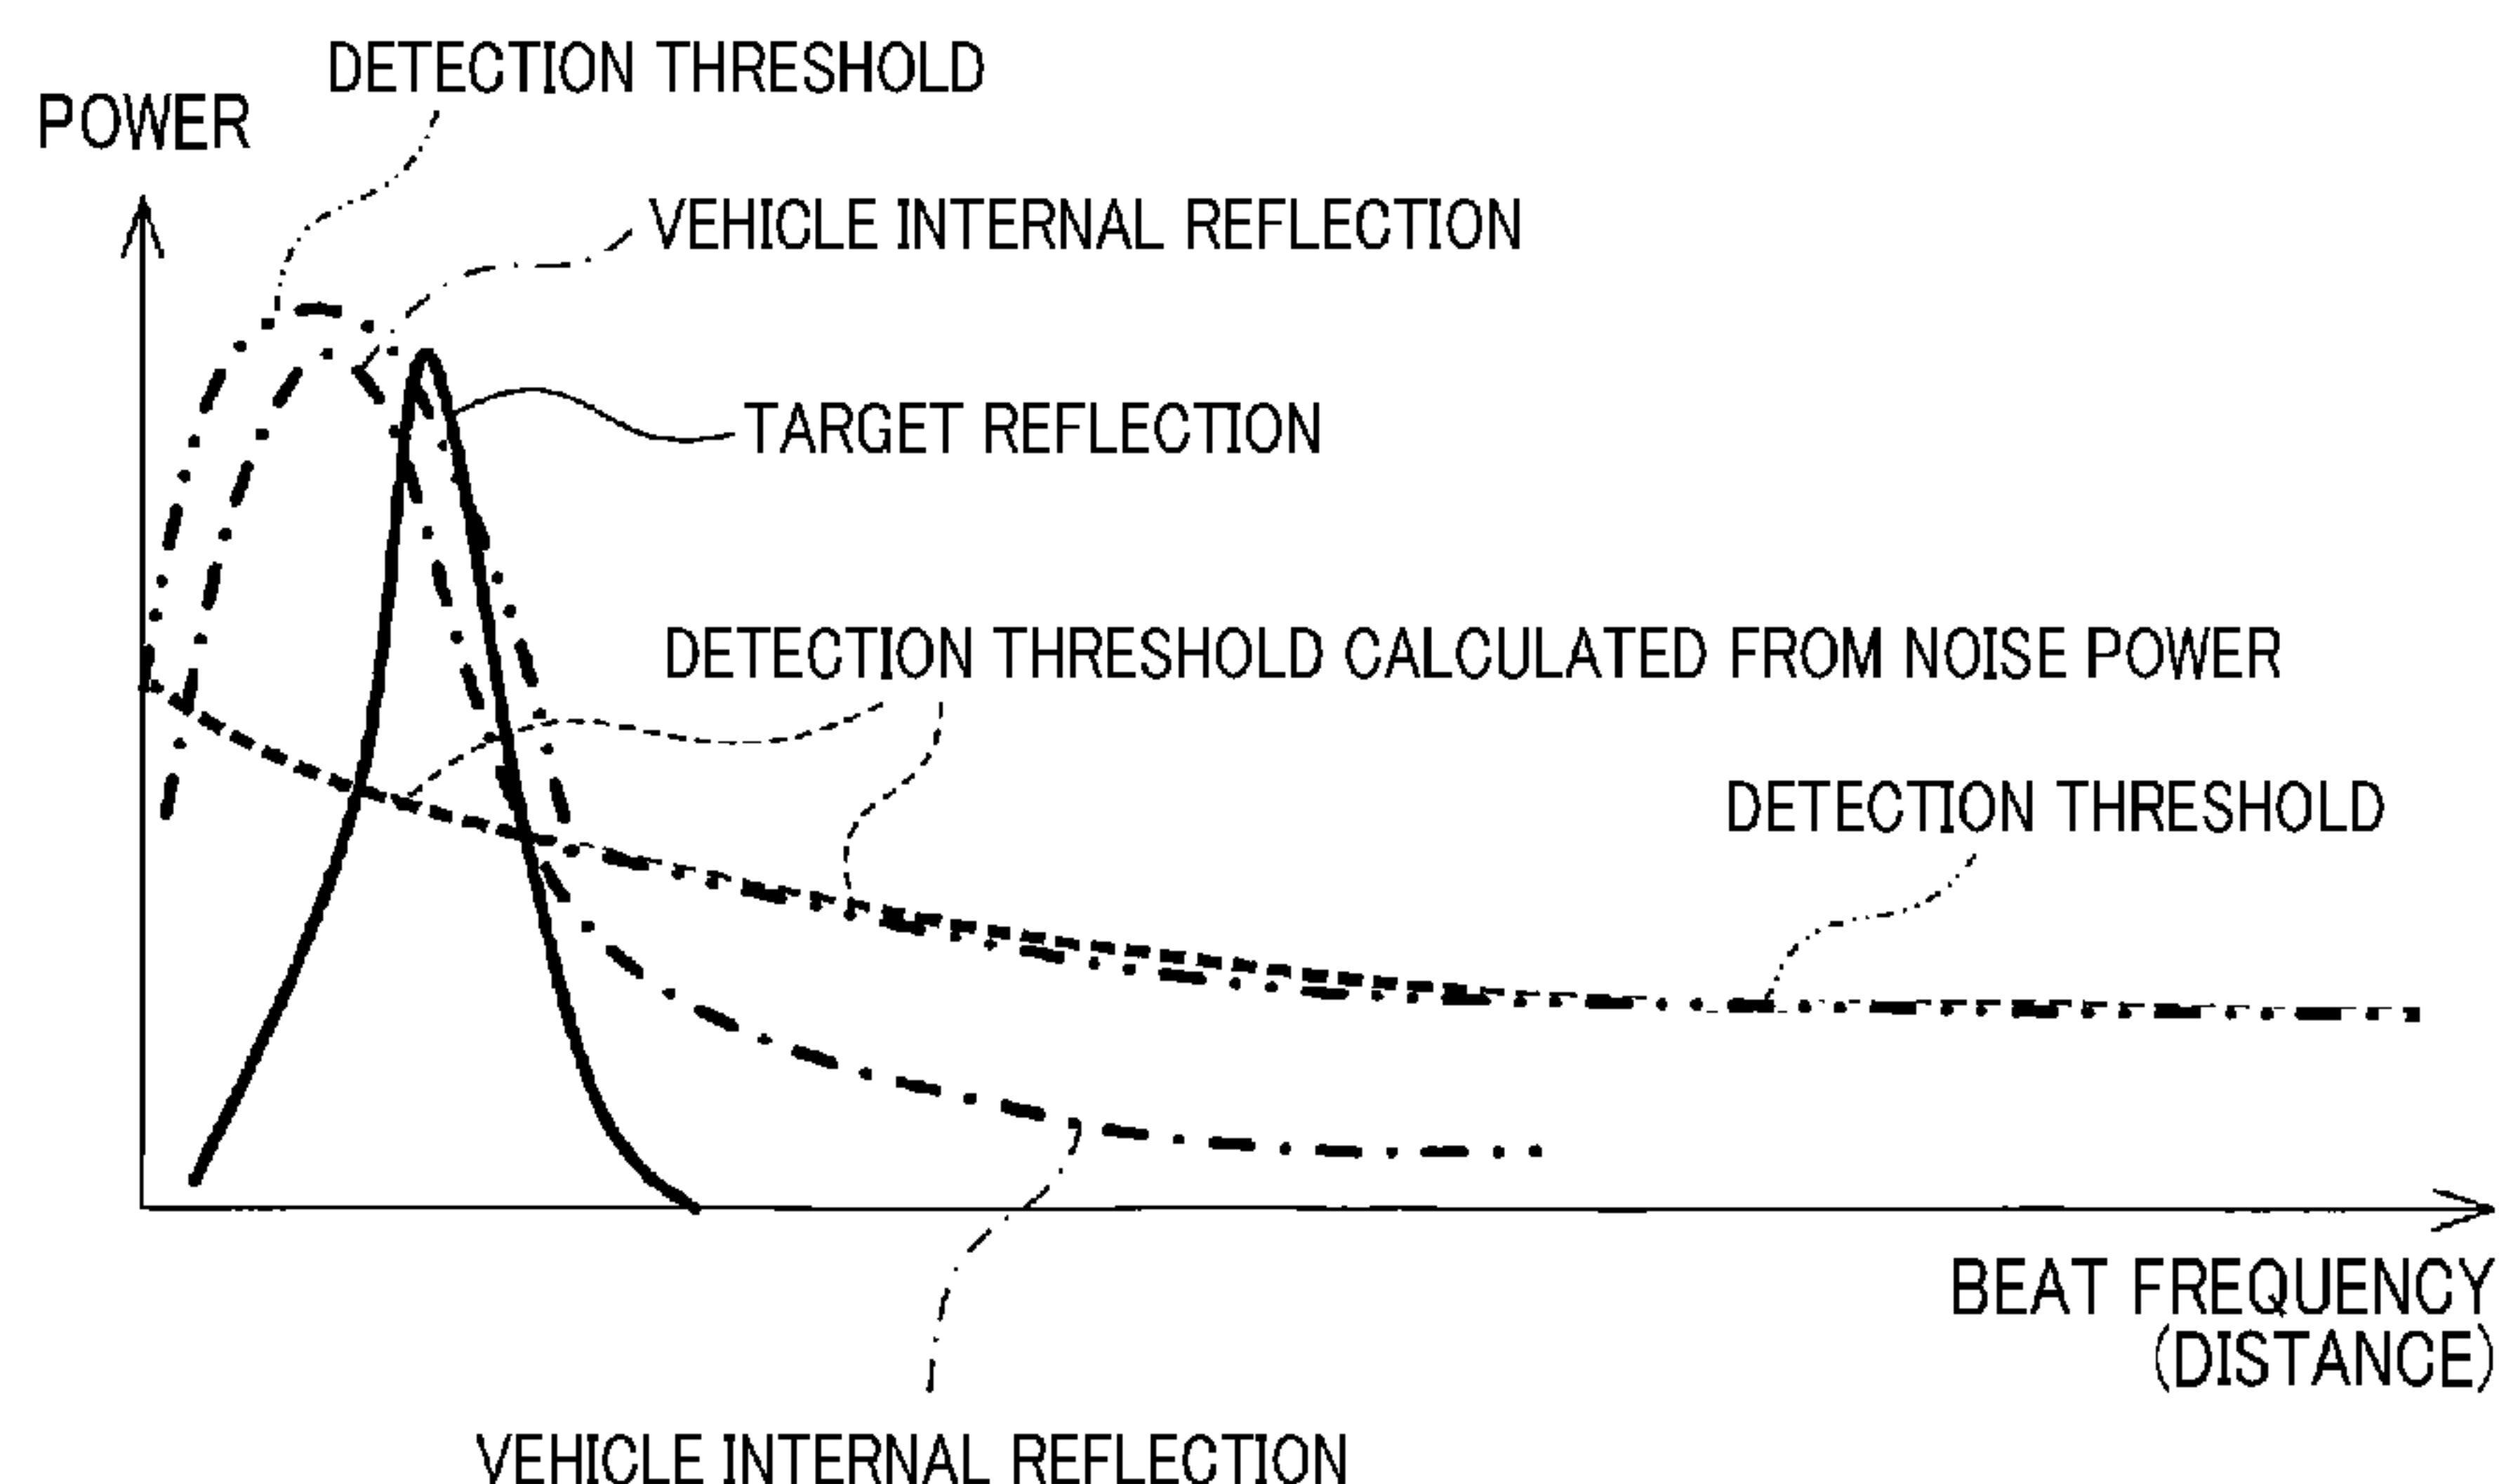 DETECTION THRESHOLD
POWER
VEHICLE INTERNAL REFLECTION
TARGET REFLECTION
DETECTION THRESHOLD CALCULATED FROM NOISE POWER
DETECTION THRESHOLD
BEAT FREQUENCY
(DISTANCE)
VEHICLE INTERNAL REFLECTION